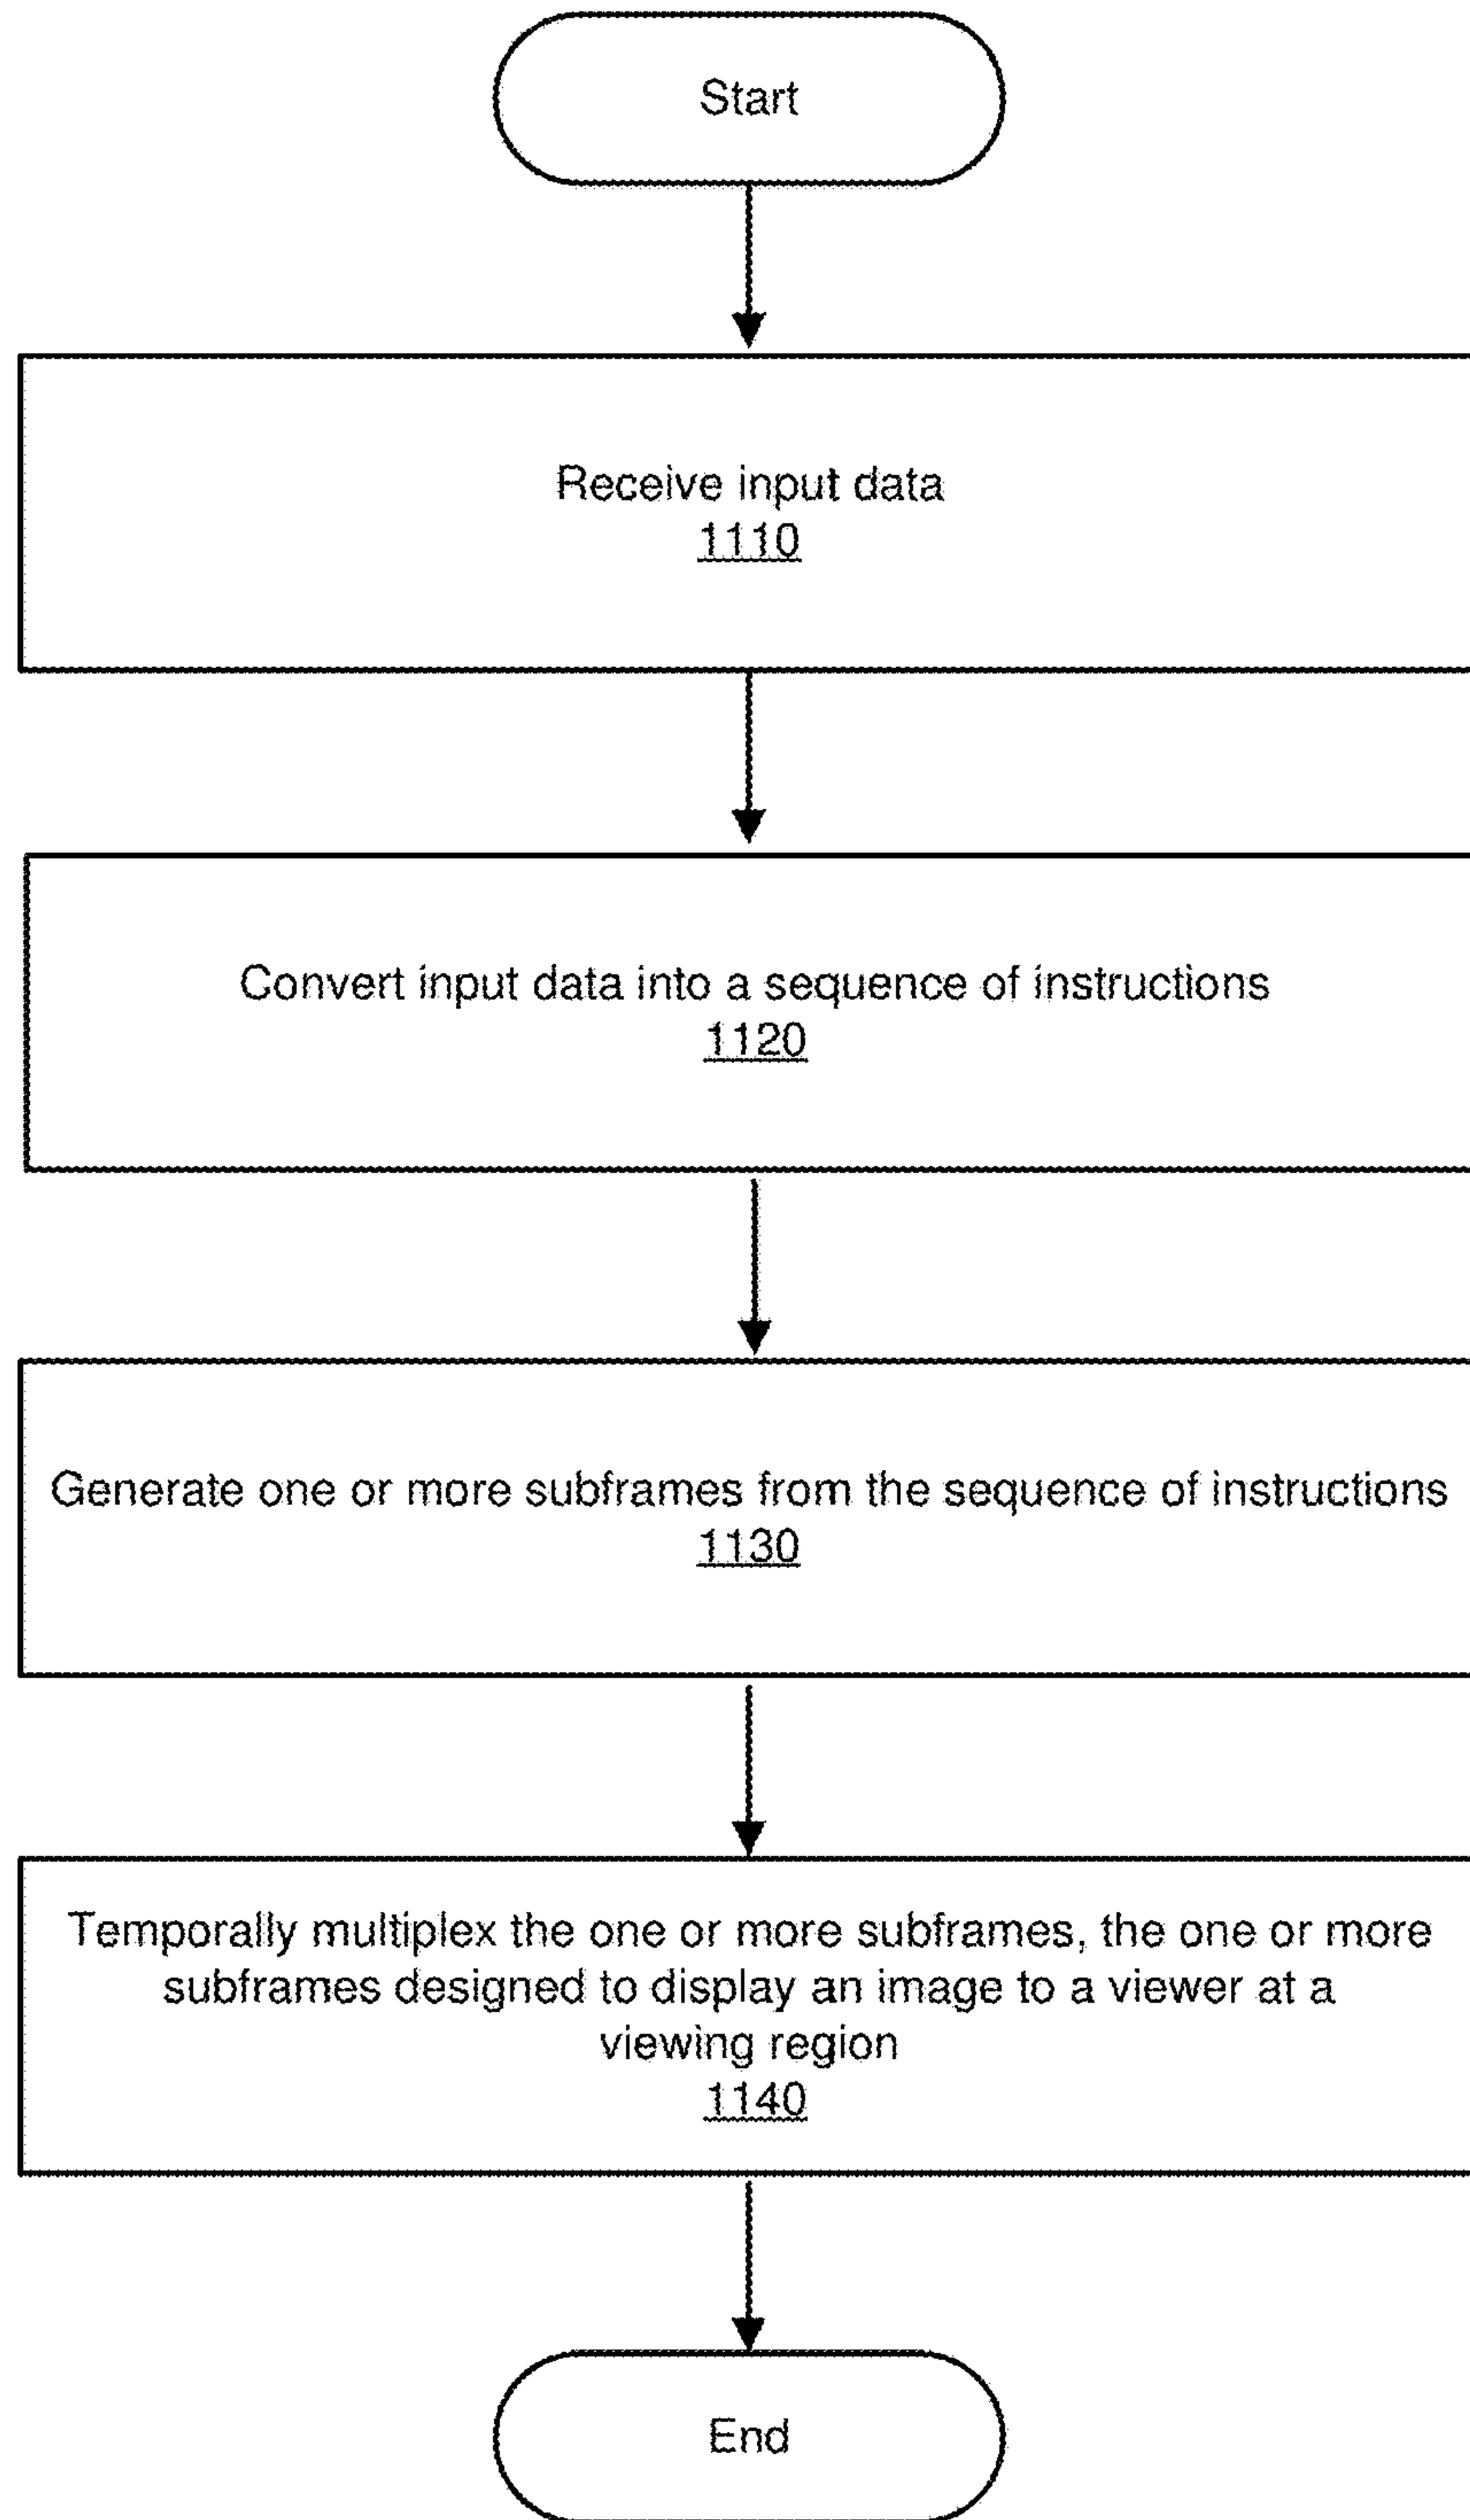 Start
Receive input data
1110
Convert input data into a sequence of instructions
1120
Generate one or more subframes from the sequence of instructions
1130
Temporally multiplex the one or more subframes, the one or more
subframes designed to display an image to a viewer at a
viewing region
1140
End